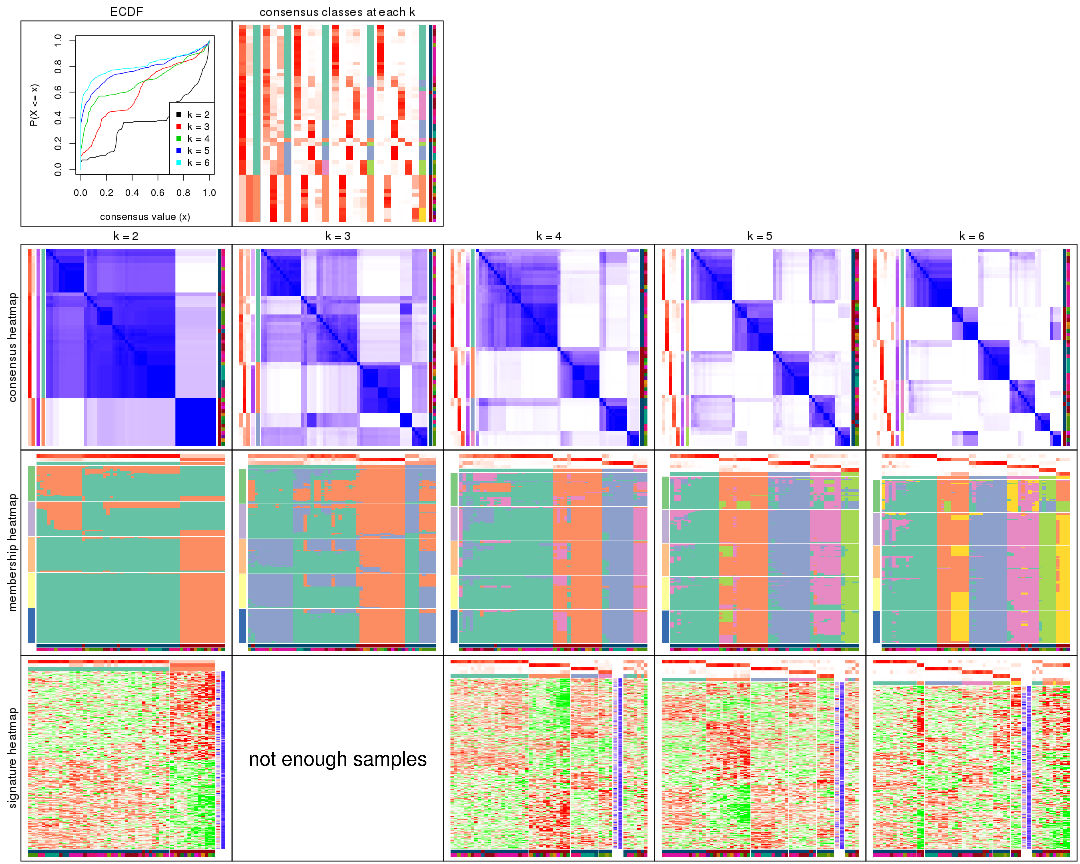 ECDF
consensus classes at each k
P(X <= x)
0.0 0.2 0.4 0.6 0.8 1.0
k = 2
k = 3
k = 4
k = 5
k = 6
0.0 0.2 0.4 0.6 0.8 1.0
consensus value (x)
k = 2
k = 3
k = 4
k = 5
k = 6
consensus heatmap
membership heatmap
signature heatmap
not enough samples